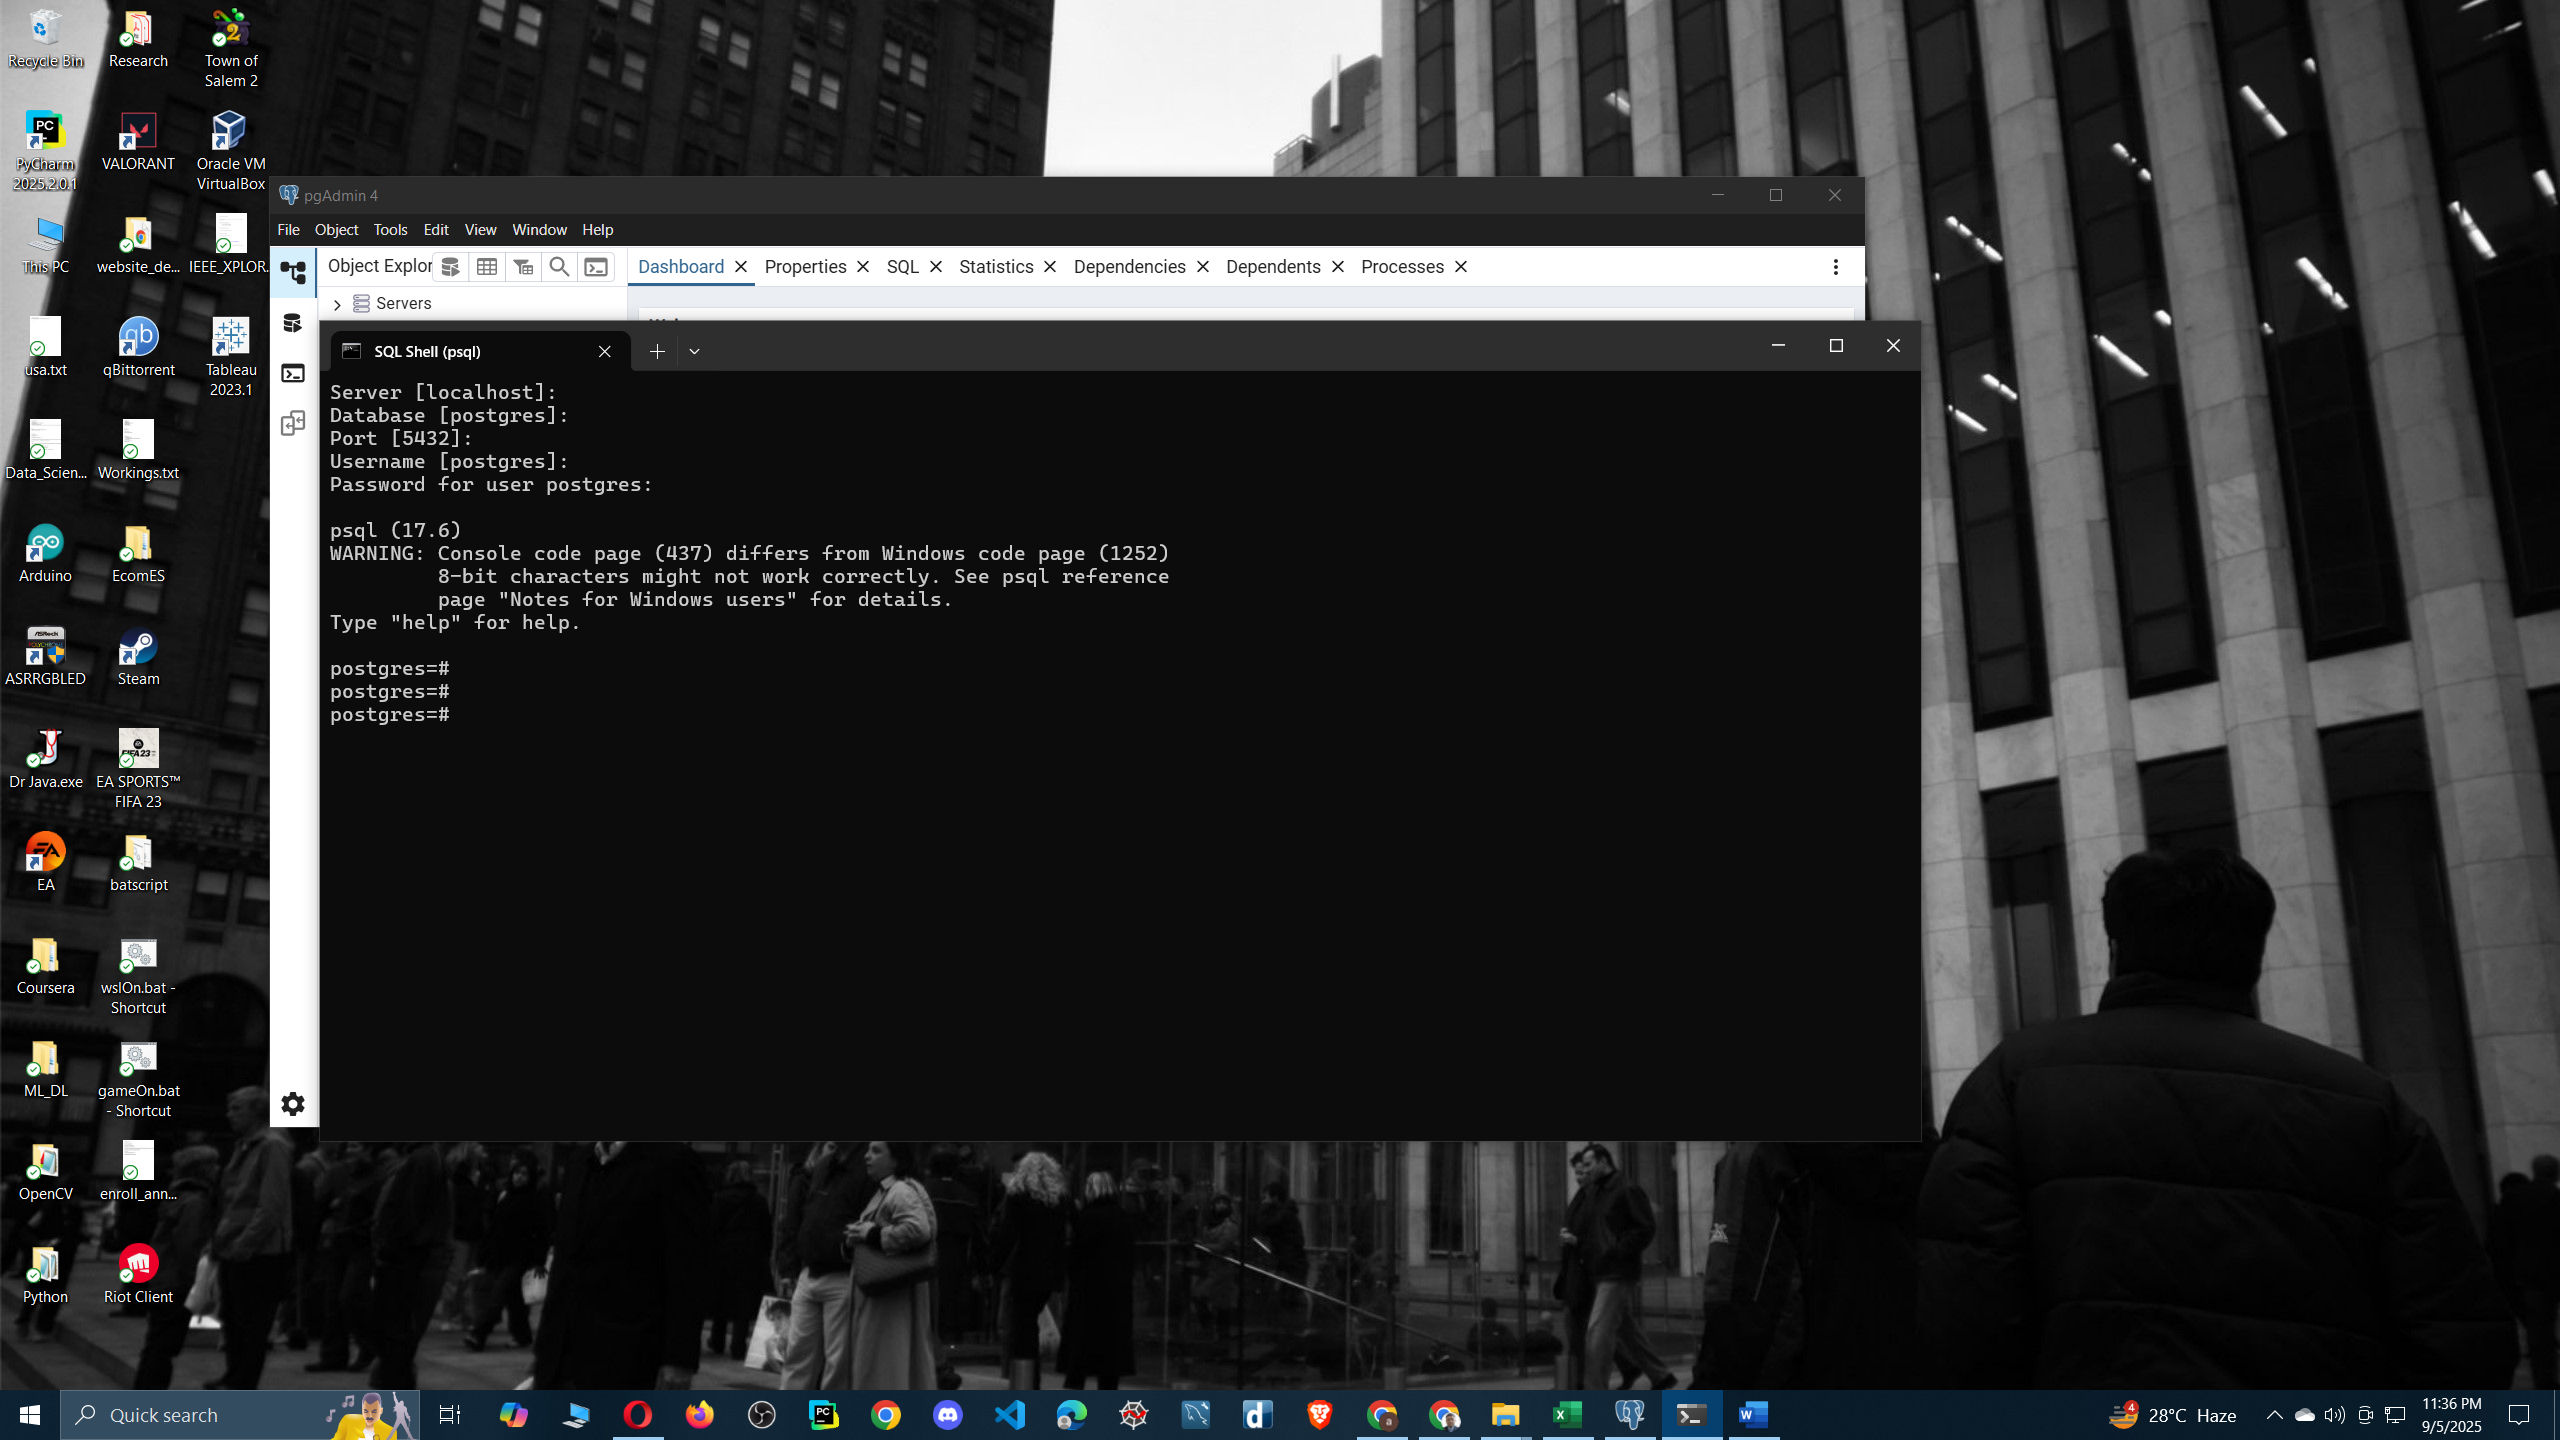 Recycle Bin
Research
Town of
Salem 2
PyCharm
2025.2.0.1
VALORANT
Oracle VM
VirtualBox
This PC
website_de...
IEEE_XPLOR...
usa.txt
qBittorrent
Tableau
2023.1
Data_Scien...
Workings.txt
Arduino
EcomES
ASRRGBLED
Steam
Dr Java.exe
EA SPORTS™
FIFA 23
EA
batscript
Coursera
wslOn.bat -
Shortcut
ML_DL
gameOn.bat
- Shortcut
OpenCV
enroll_ann...
Python
Riot Client
pgAdmin 4
File Object Tools Edit View Window Help
Object Explor
Dashboard Properties SQL Statistics Dependencies Dependents Processes
Servers
SQL Shell (psql)
Server [localhost]:
Database [postgres]:
Port [5432]:
Username [postgres]:
Password for user postgres:
psql (17.6)
WARNING: Console code page (437) differs from Windows code page (1252)
8-bit characters might not work correctly. See psql reference
page "Notes for Windows users" for details.
Type "help" for help.
postgres=#
postgres=#
postgres=#
Quick search
4
28°C Haze
11:36 PM
9/5/2025